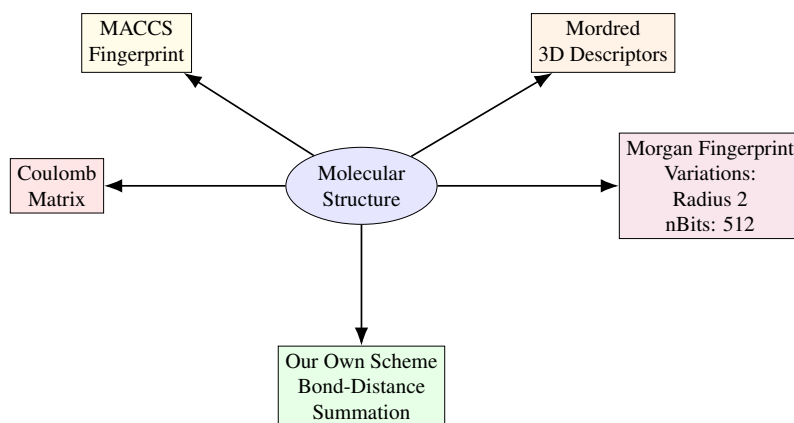 MACCS
Fingerprint
Mordred
3D Descriptors
Coulomb
Matrix
Molecular
Structure
Morgan Fingerprint
Variations:
Radius 2
nBits: 512
Our Own Scheme
Bond-Distance
Summation